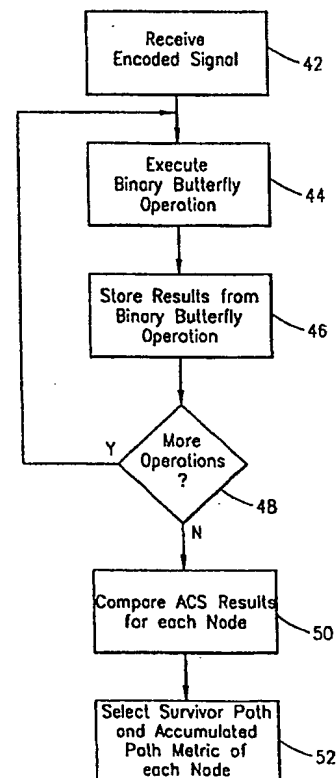 Receive
Encoded Signal
42
Execute
Binary Butterfly
Operation
44
Store Results from
Binary Butterfly
Operation
46
More
Operations
?
Y
48
N
Compare ACS Results
for each Node
50
Select Survivor Path
and Accumulated
Path Metric of
each Node
52